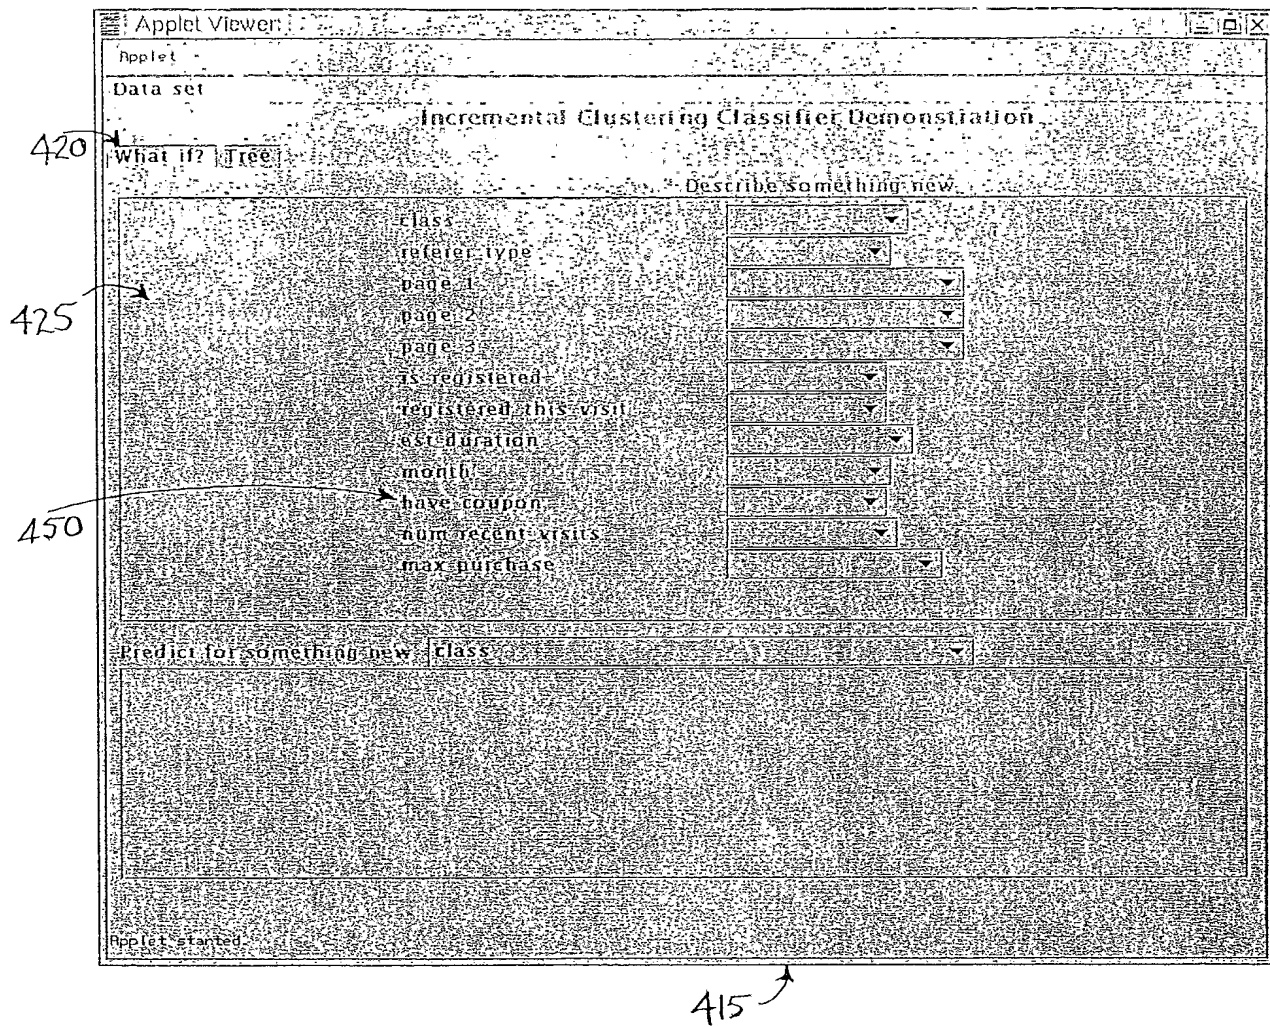 Applet Viewer:
Applet
Data set
Incremental Clustering Classifier Demonstration
420
What if? Tree
Describe something new
class
referer type
page 1
425
page 2
page 3
is registered
registered this visit
est duration
month
have coupon
450
num recent visits
max purchase
Predict for something new class
Applet started.
415